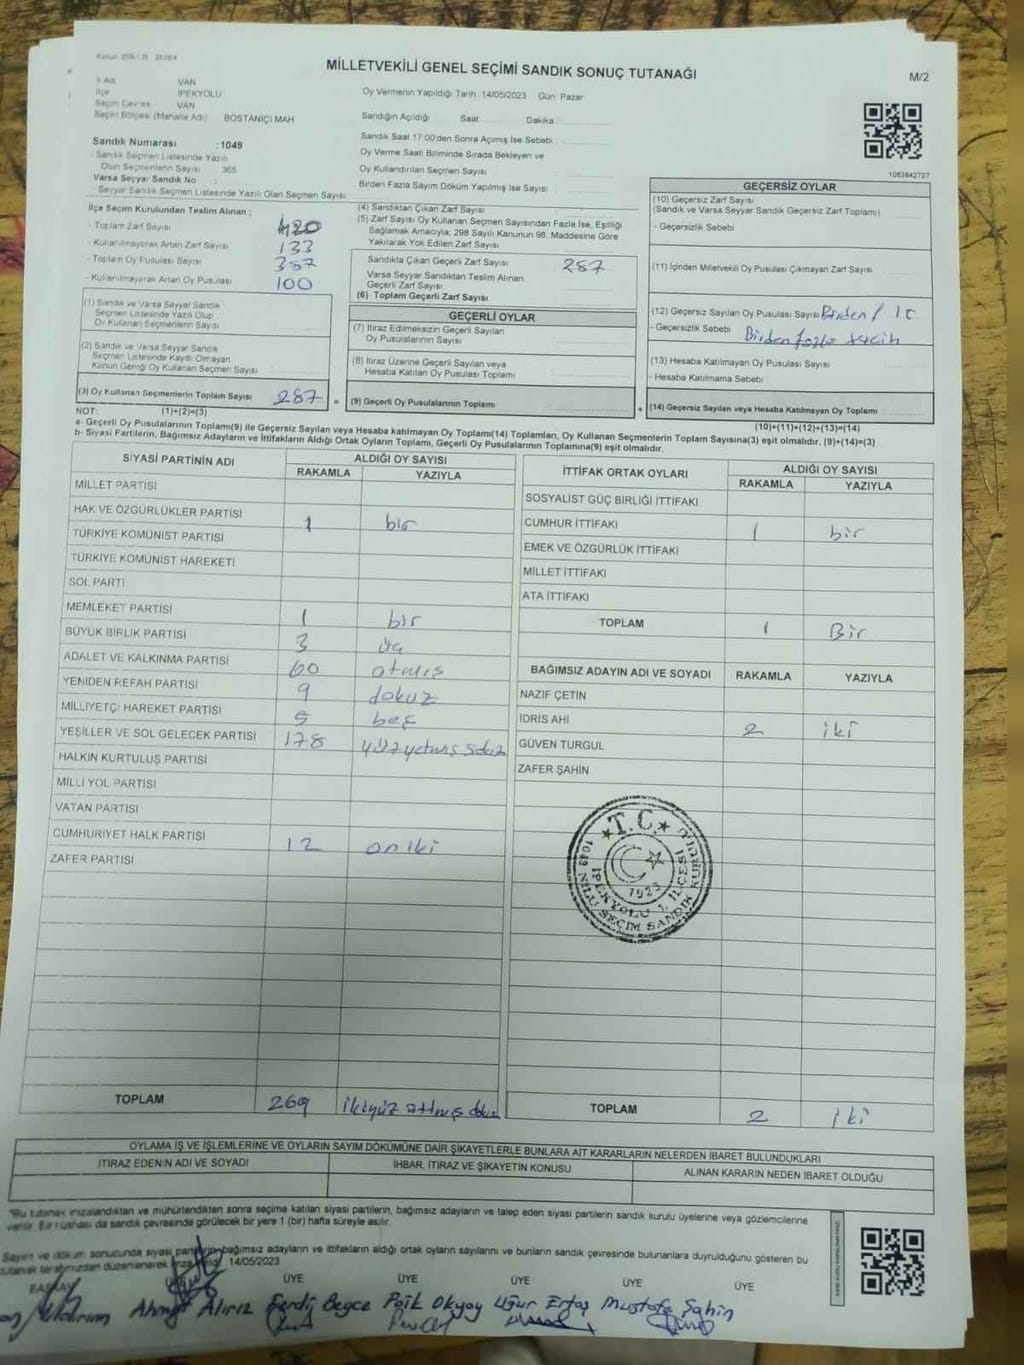 MİLLETVEKİLİ GENEL SEÇİMİ SANDIK SONUÇ TUTANAĞI
M/2
İl Adı VAN
İlçe İPEKYOLU
Seçim Çevresi VAN
Seçim Bölgesi (Mahalle Adı) BOSTANİÇİ MAH
Sandık Numarası :1049
Sandık Seçmen Listesinde Yazılı
Olan Seçmenlerin Sayısı 365
Varsa Seyyar Sandık No :
Seyyar Sandık Seçmen Listesinde Yazılı Olan Seçmen Sayısı
Oy Vermenin Yapıldığı Tarih :14/05/2023 Gün: Pazar
Sandığın Açıldığı Saat Dakika
Sandık Saat 17.00'den Sonra Açımış İse Sebebi :
Oy Verme Saati Bitiminde Sırada Bekleyen ve
Oy Kullandırılan Seçmen Sayısı :
Birden Fazla Sayım Döküm Yapılmış İse Sayısı :
1083842727
İlçe Seçim Kurulundan Teslim Alınan ;
- Toplam Zarf Sayısı 420
- Kullanılmayarak Artan Zarf Sayısı 133
- Toplam Oy Pusulası Sayısı 387
- Kullanılmayarak Artan Oy Pusulası 100
(1) Sandık ve Varsa Seyyar Sandık
Seçmen Listesinde Yazılı Olup
Oy Kullanan Seçmenlerin Sayısı
(2) Sandık ve Varsa Seyyar Sandık
Seçmen Listesinde Kayıtlı Olmayan
Kanun Gereği Oy Kullanan Seçmen Sayısı
(3) Oy Kullanan Seçmenlerin Toplam Sayısı 287 =
(4) Sandıktan Çıkan Zarf Sayısı
(5) Zarf Sayısı Oy Kullanan Seçmen Sayısından Fazla İse, Eşitliği
Sağlamak Amacıyla, 298 Sayılı Kanunun 98. Maddesine Göre
Yakılarak Yok Edilen Zarf Sayısı
Sandıkta Çıkan Geçerli Zarf Sayısı 287
Varsa Seyyar Sandıktan Teslim Alınan
Geçerli Zarf Sayısı
(6) Toplam Geçerli Zarf Sayısı
GEÇERLİ OYLAR
(7) İtiraz Edilmeksizin Geçerli Sayılan
Oy Pusulasının Sayısı
(8) İtiraz Üzerine Geçerli Sayılan ve
Hesaba Katılan Oy Pusulası Toplamı
(9) Geçerli Oy Pusulalarının Toplamı +
GEÇERSİZ OYLAR
(10) Geçersiz Zarf Sayısı
(Sandık ve Varsa Seyyar Sandık Geçersiz Zarf Toplamı)
- Geçersizlik Sebebi
(11) İçinden Milletvekili Oy Pusulası Çıkmayan Zarf Sayısı
(12) Geçersiz Sayılan Oy Pusulası Sayısı Birden
- Geçersizlik Sebebi Birden fazla tercih
(13) Hesaba Katılmayan Oy Pusulası Sayısı
- Hesaba Katılmama Sebebi
(14) Geçersiz Sayılan veya Hesaba Katılmayan Oy Toplamı
NOT: (1)+(2)=(3)
(10)+(11)+(12)+(13)=(14)
a- Geçerli Oy Pusulalarının Toplamı(9) ile Geçersiz Sayılan veya Hesaba katılmayan Oy Toplamı(14) Toplamları, Oy Kullanan Seçmenlerin Toplam Sayısına(3) eşit olmalıdır. (9)+(14)=(3)
b- Siyasi Partilerin, Bağımsız Adayların ve İttifakların Aldığı Ortak Oyların Toplamı, Geçerli Oy Pusulalarının Toplamına(9) eşit olmalıdır.
SİYASİ PARTİNİN ADI ALDIĞI OY SAYISI
RAKAMLA YAZIYLA
MİLLET PARTİSİ
HAK VE ÖZGÜRLÜKLER PARTİSİ 1 bir
TÜRKİYE KOMÜNİST PARTİSİ
TÜRKİYE KOMÜNİST HAREKETİ
SOL PARTİ
MEMLEKET PARTİSİ 1 bir
BÜYÜK BİRLİK PARTİSİ 3 üç
ADALET VE KALKINMA PARTİSİ 60 atmış
YENİDEN REFAH PARTİSİ 9 dokuz
MİLLİYETÇİ HAREKET PARTİSİ 5 beş
YEŞİLLER VE SOL GELECEK PARTİSİ 178 yüzyetmiş sekiz
HALKIN KURTULUŞ PARTİSİ
MİLLİ YOL PARTİSİ
VATAN PARTİSİ
CUMHURİYET HALK PARTİSİ 12 oniki
ZAFER PARTİSİ
TOPLAM 269 ikiyüz atmış dokuz
İTTİFAK ORTAK OYLARI ALDIĞI OY SAYISI
RAKAMLA YAZIYLA
SOSYALİST GÜÇ BİRLİĞİ İTTİFAKI
CUMHUR İTTİFAKI 1 bir
EMEK VE ÖZGÜRLÜK İTTİFAKI
MİLLET İTTİFAKI
ATA İTTİFAKI
TOPLAM 1 Bir
BAĞIMSIZ ADAYIN ADI VE SOYADI RAKAMLA YAZIYLA
NAZİF ÇETİN
İDRİS AHİ 2 iki
GÜVEN TURGUL
ZAFER ŞAHİN
T.C.
1923
İPEKYOLU 1. İLÇESİ
1049 NOLU SEÇİM SANDIK KURULU
TOPLAM 2 iki
OYLAMA İŞ VE İŞLEMLERİNE VE OYLARIN SAYIM DÖKÜMÜNE DAİR ŞİKAYETLERLE BUNLARA AİT KARARLARIN NELERDEN İBARET BULUNDUKLARI
İTİRAZ EDENİN ADI VE SOYADI İHBAR, İTİRAZ VE ŞİKAYETİN KONUSU ALINAN KARARIN NEDEN İBARET OLDUĞU
"Bu tutanak imzalandıktan ve mühürlendikten sonra seçime katılan siyasi partilerin, bağımsız adayların ve talep eden siyasi partilerin sandık kurulu üyelerine veya gözlemcilerine
verilir. Bir nüshası da sandık çevresinde görülecek bir yere 1 (bir) hafta süreyle asılır.
Sayım ve döküm sonucunda siyasi partilerin, bağımsız adayların ve ittifakların aldığı ortak oyların sayılarını ve bunların sandık çevresinde bulunanlara duyrulduğunu gösteren bu
tutanak tarafımızdan düzenlenerek 14/05/2023
BAŞKAN ÜYE ÜYE ÜYE ÜYE ÜYE
Yıldırım Ahmet Alırız Ferdi Begce Okyay Uğur Ertaş Mustafa Şahin